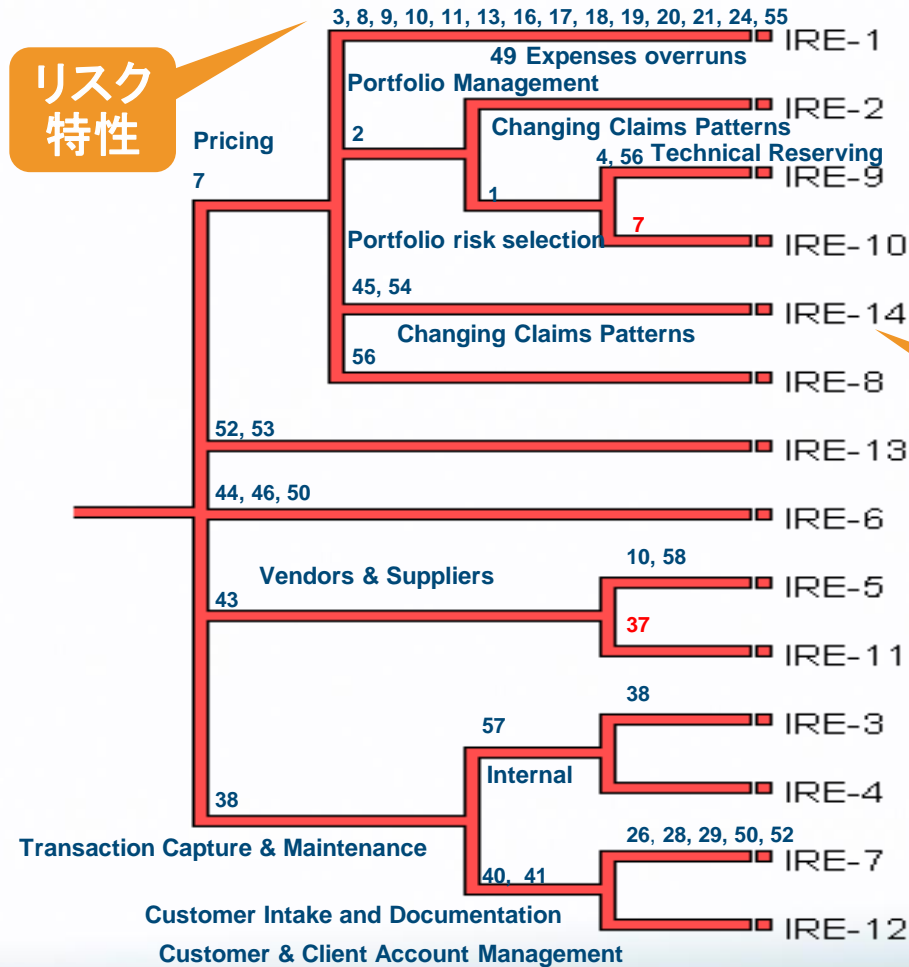 3, 8, 9, 10, 11, 13, 16, 17, 18, 19, 20, 21, 24, 55
IRE-1
リスク
特性
49 Expenses overruns
Portfolio Management
IRE-2
Pricing
2
Changing Claims Patterns
4, 56 Technical Reserving
7
1
IRE-9
7
Portfolio risk selection
IRE-10
45, 54
IRE-14
Changing Claims Patterns
56
IRE-8
52, 53
IRE-13
44, 46, 50
IRE-6
10, 58
Vendors & Suppliers
IRE-5
43
37
IRE-11
38
57
IRE-3
Internal
38
IRE-4
26, 28, 29, 50, 52
Transaction Capture & Maintenance
IRE-7
40, 41
Customer Intake and Documentation
IRE-12
Customer & Client Account Management